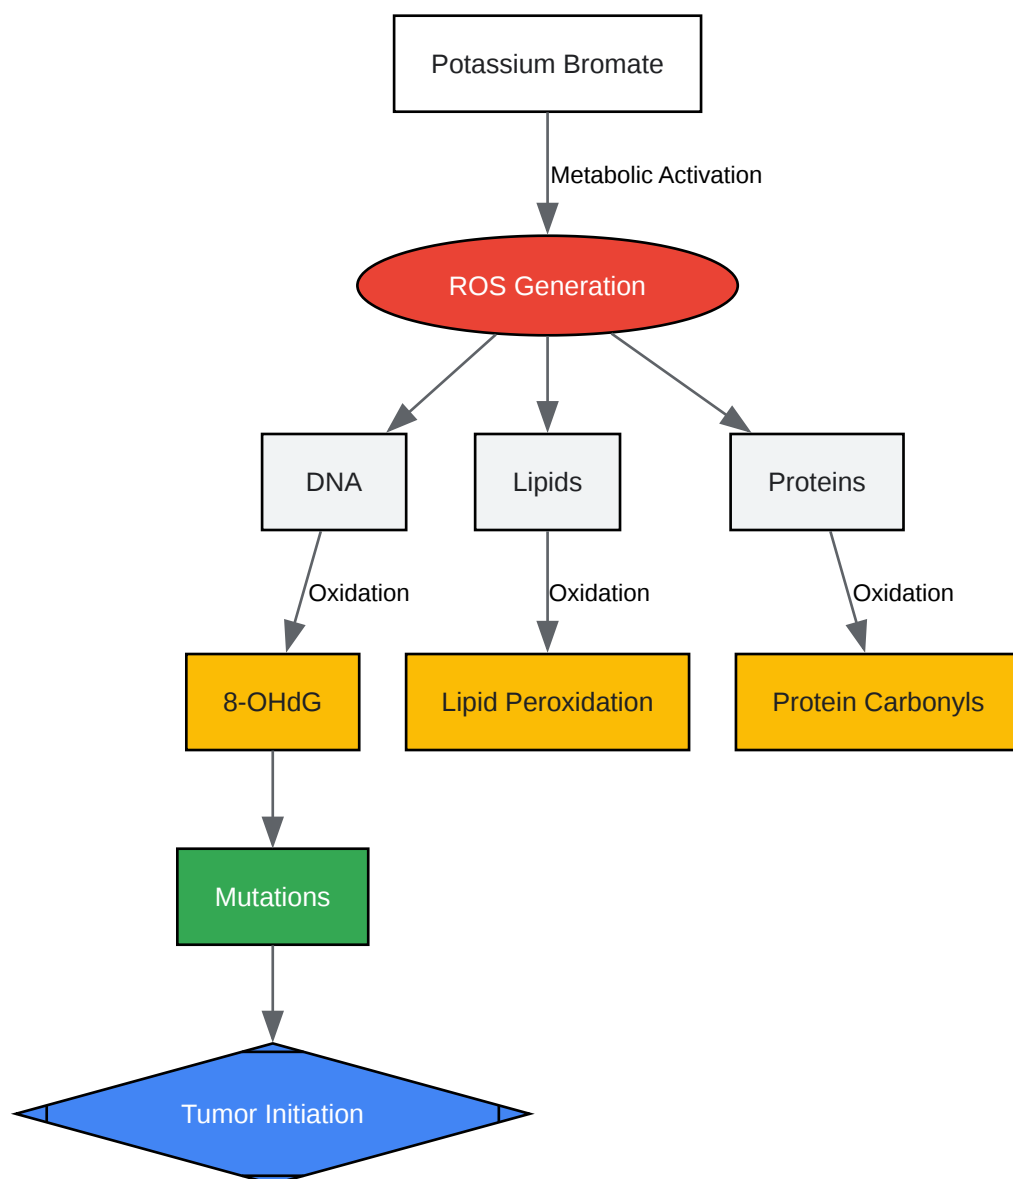 Potassium Bromate
Metabolic Activation
ROS Generation
DNA
Lipids
Proteins
Oxidation
Oxidation
Oxidation
8-OHdG
Lipid Peroxidation
Protein Carbonyls
Mutations
Tumor Initiation